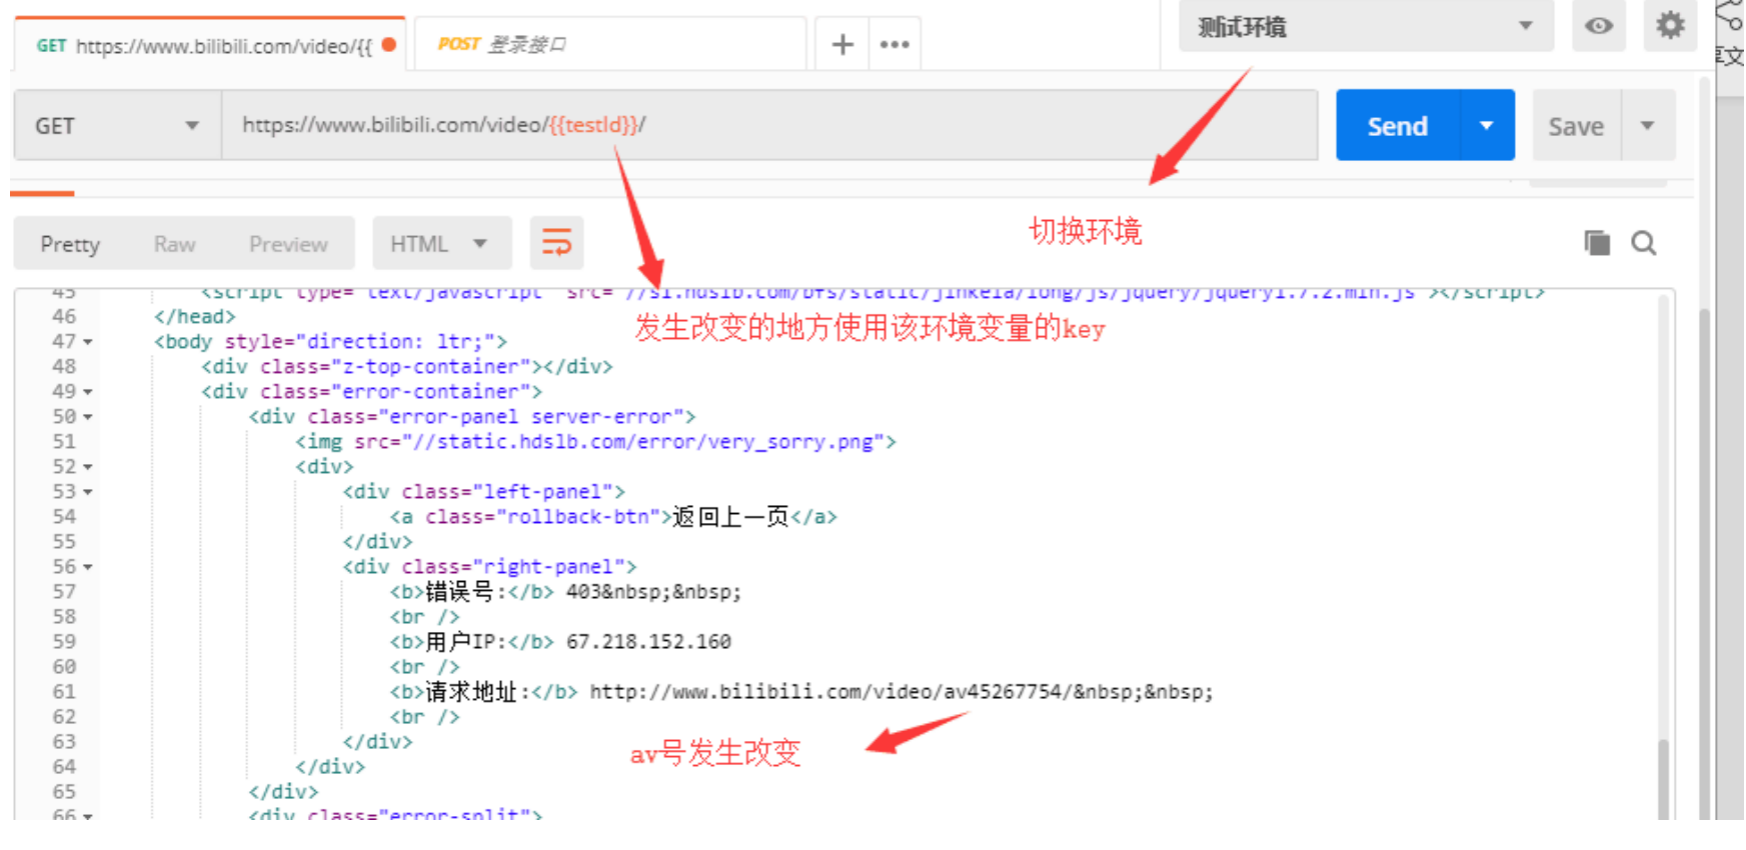 GET https://www.bilibili.com/video/{{
POST 登录接口
测试环境
享文
GET
https://www.bilibili.com/video/{{testId}}/
Send
Save
切换环境
Pretty
Raw
Preview
HTML
45 <script type="text/javascript" src="//s1.hdslb.com/bfs/static/jinkela/long/js/jquery/jquery1.7.2.min.js"></script>
46 </head>
发生改变的地方使用该环境变量的key
47 <body style="direction: ltr;">
48 <div class="z-top-container"></div>
49 <div class="error-container">
50 <div class="error-panel server-error">
51 <img src="//static.hdslb.com/error/very_sorry.png">
52 <div>
53 <div class="left-panel">
54 <a class="rollback-btn">返回上一页</a>
55 </div>
56 <div class="right-panel">
57 <b>错误号:</b> 403&nbsp;&nbsp;
58 <br />
59 <b>用户IP:</b> 67.218.152.160
60 <br />
61 <b>请求地址:</b> http://www.bilibili.com/video/av45267754/&nbsp;&nbsp;
62 <br />
63 </div>
av号发生改变
64 </div>
65 </div>
66 <div class="error-split">